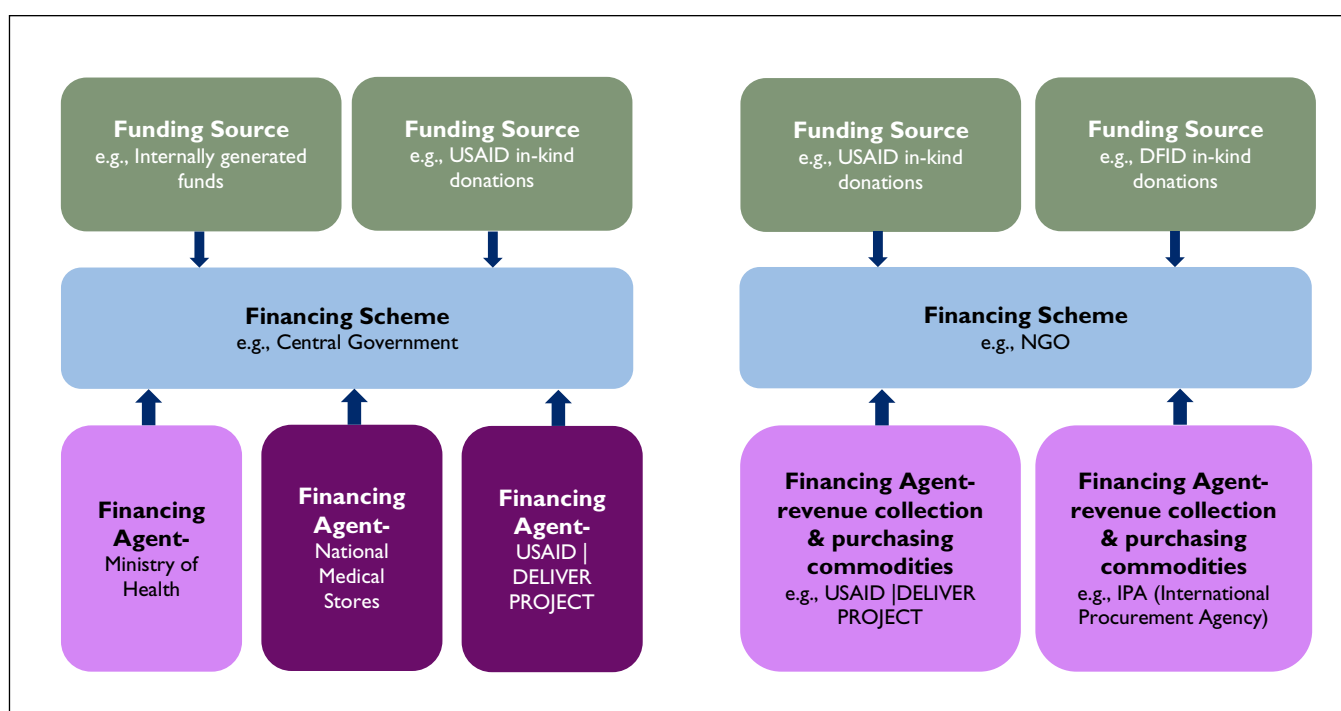 Funding Source
e.g., Internally generated
funds
Funding Source
e.g., USAID in-kind
donations
Funding Source
e.g., USAID in-kind
donations
Funding Source
e.g., DFID in-kind
donations
Financing Scheme
e.g., Central Government
Financing Scheme
e.g., NGO
Financing
Agent-
Ministry of
Health
Financing
Agent-
National
Medical
Stores
Financing
Agent-
USAID |
DELIVER
PROJECT
Financing Agent-
revenue collection
& purchasing
commodities
e.g., USAID |DELIVER
PROJECT
Financing Agent-
revenue collection
& purchasing
commodities
e.g., IPA (International
Procurement Agency)